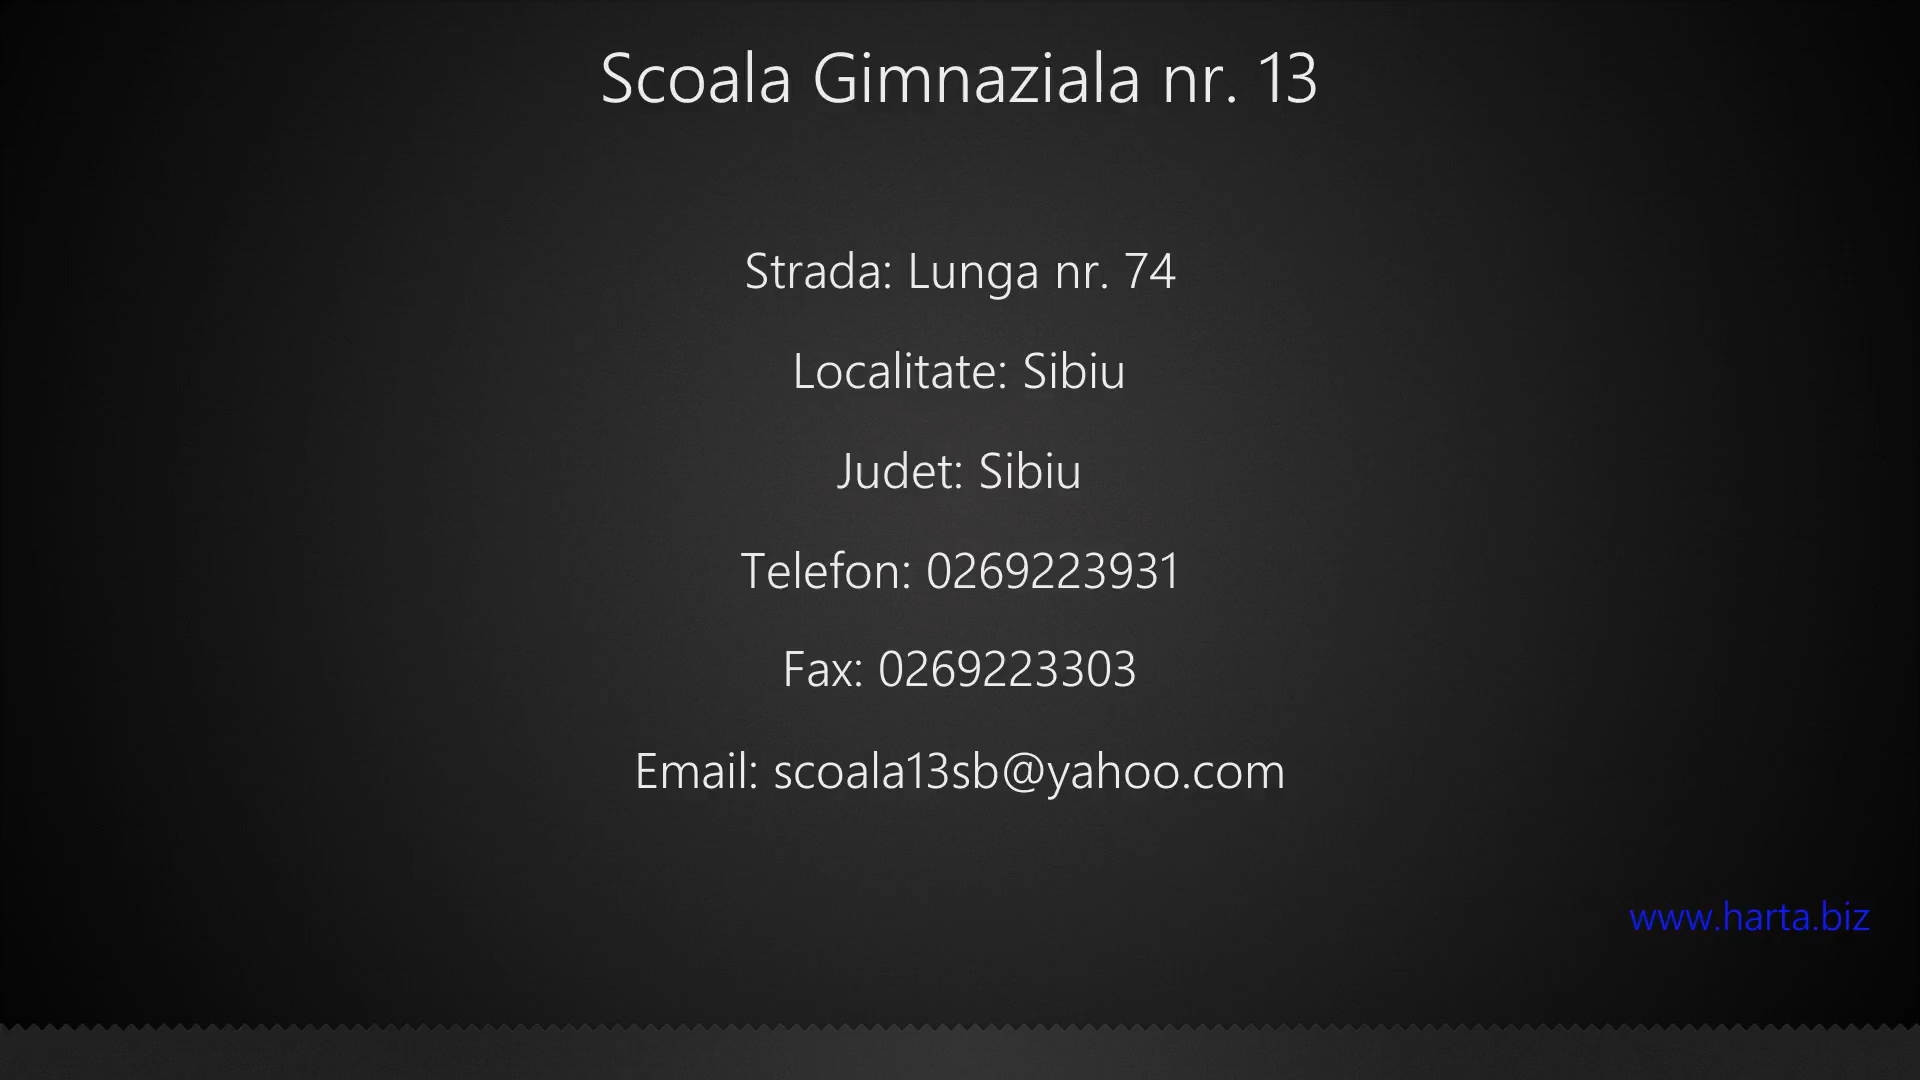 Scoala Gimnaziala nr. 13
Strada: Lunga nr. 74
Localitate: Sibiu
Judet: Sibiu
Telefon: 0269223931
Fax: 0269223303
Email: scoala13sb@yahoo.com
www.harta.biz